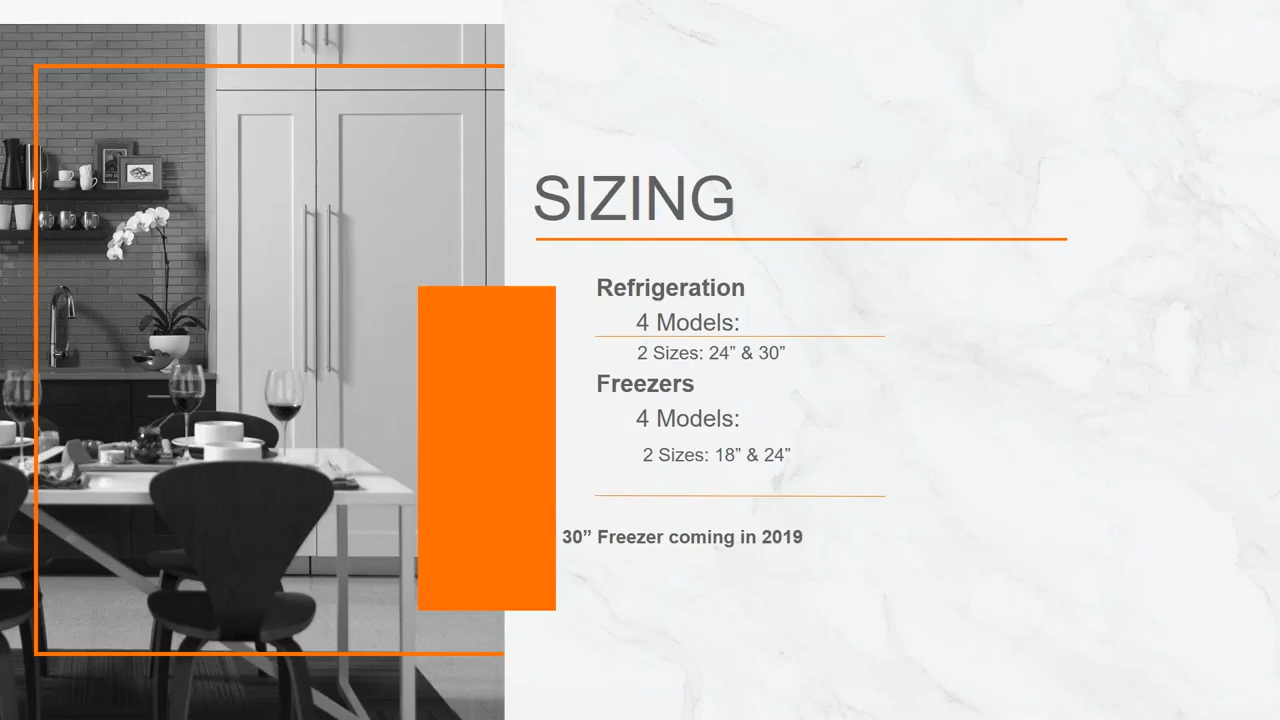 SIZING
Refrigeration
4 Models:
2 Sizes: 24” & 30”
Freezers
4 Models:
2 Sizes: 18” & 24”
30” Freezer coming in 2019